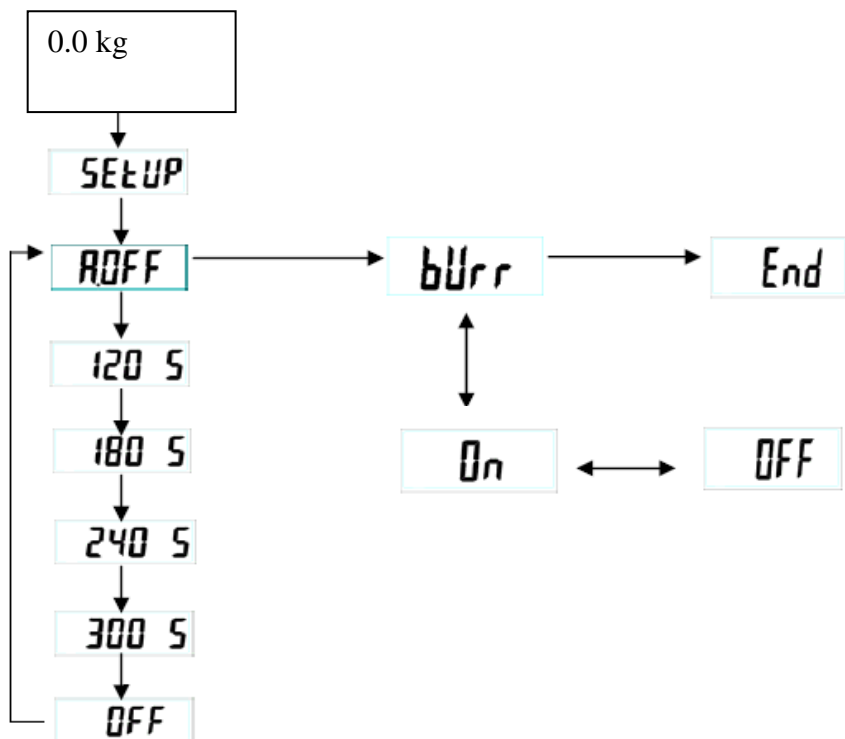 0.0 kg
SEtUP
A.OFF
bUrr
End
120 S
180 S
On
OFF
240 S
300 S
OFF